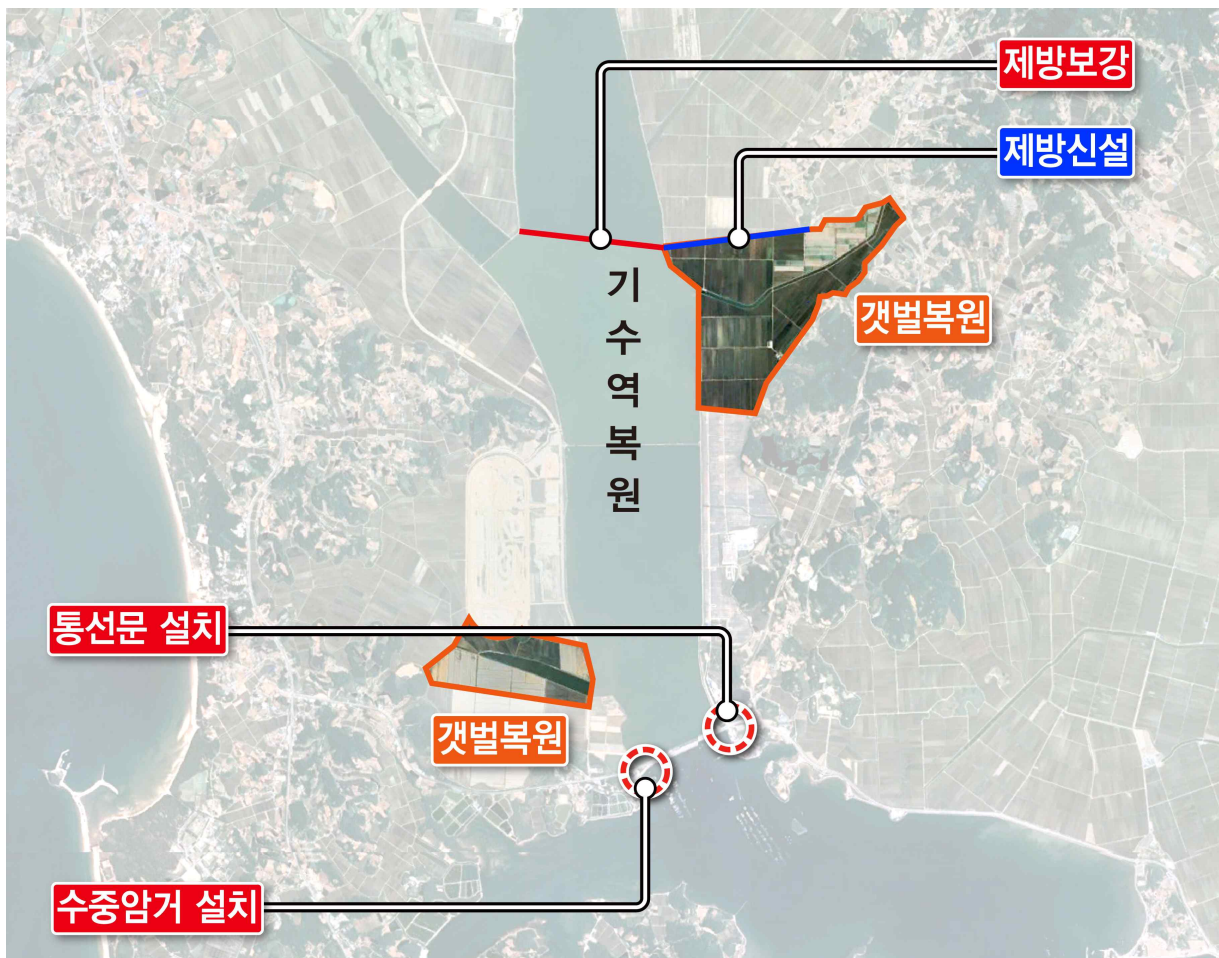 제방보강
제방신설
기수역복원
갯벌복원
통선문 설치
갯벌복원
수중암거 설치